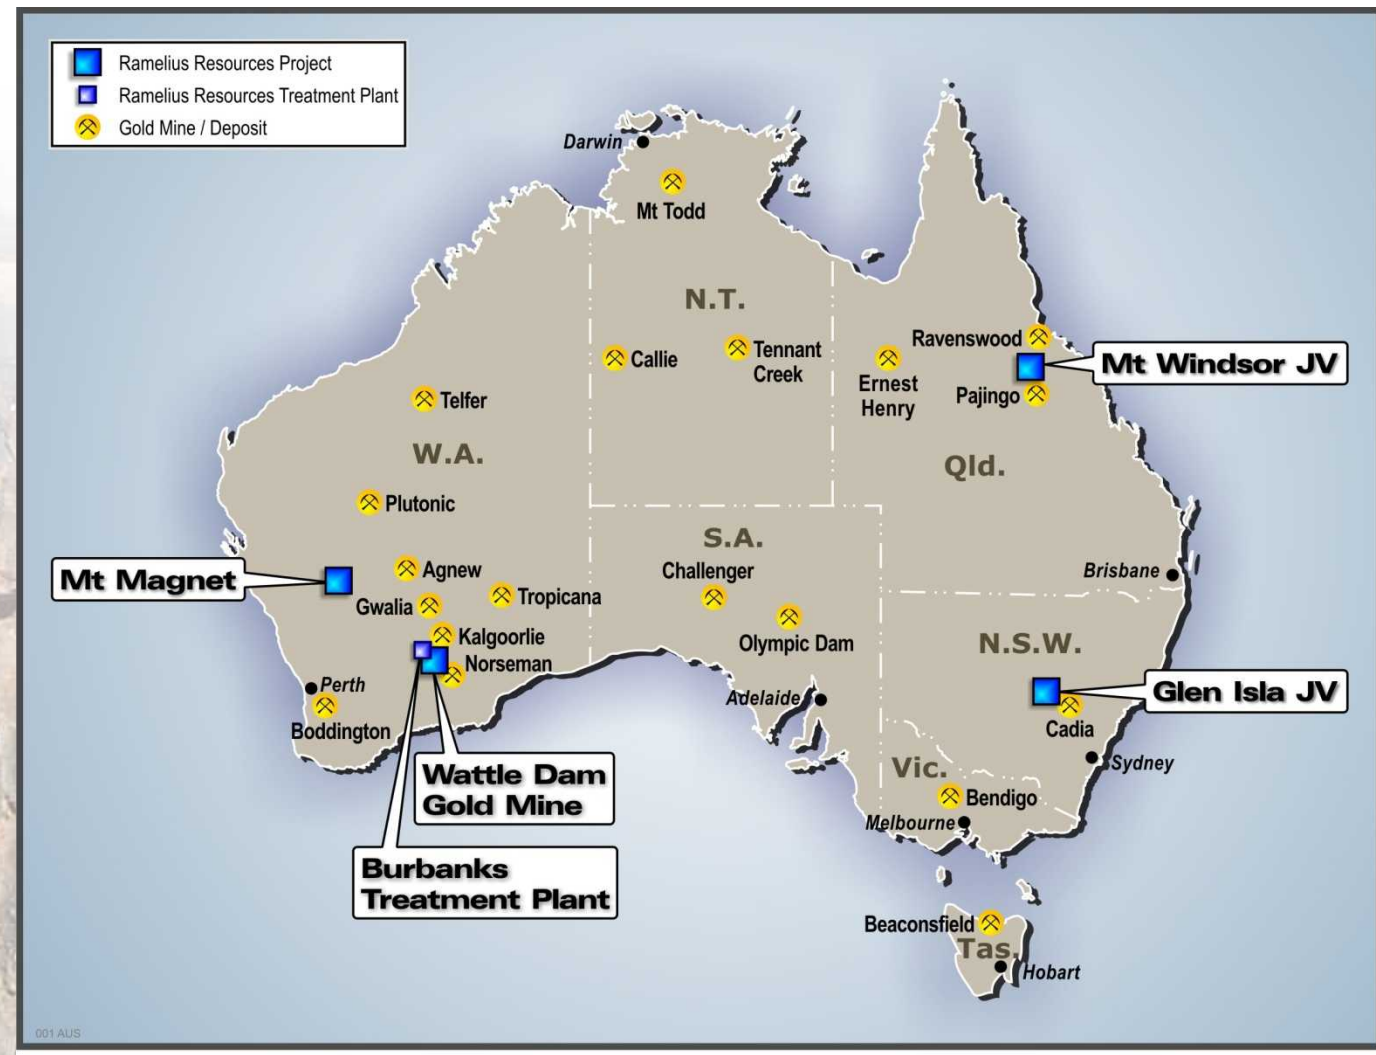 Ramelius Resources Project
Ramelius Resources Treatment Plant
Gold Mine / Deposit
Darwin
Mt Todd
N.T.
Ravenswood
Callie
Tennant
Creek
Ernest
Henry
Mt Windsor JV
Pajingo
Telfer
W.A.
Qld.
Plutonic
S.A.
Challenger
Mt Magnet
Agnew
Brisbane
Gwalia
Tropicana
Kalgoorlie
Olympic Dam
N.S.W.
Norseman
Perth
Adelaide
Glen Isla JV
Boddington
Cadia
Sydney
Wattle Dam
Gold Mine
Vic.
Bendigo
Melbourne
Burbanks
Treatment Plant
Beaconsfield
Tas.
Hobart
001 AUS